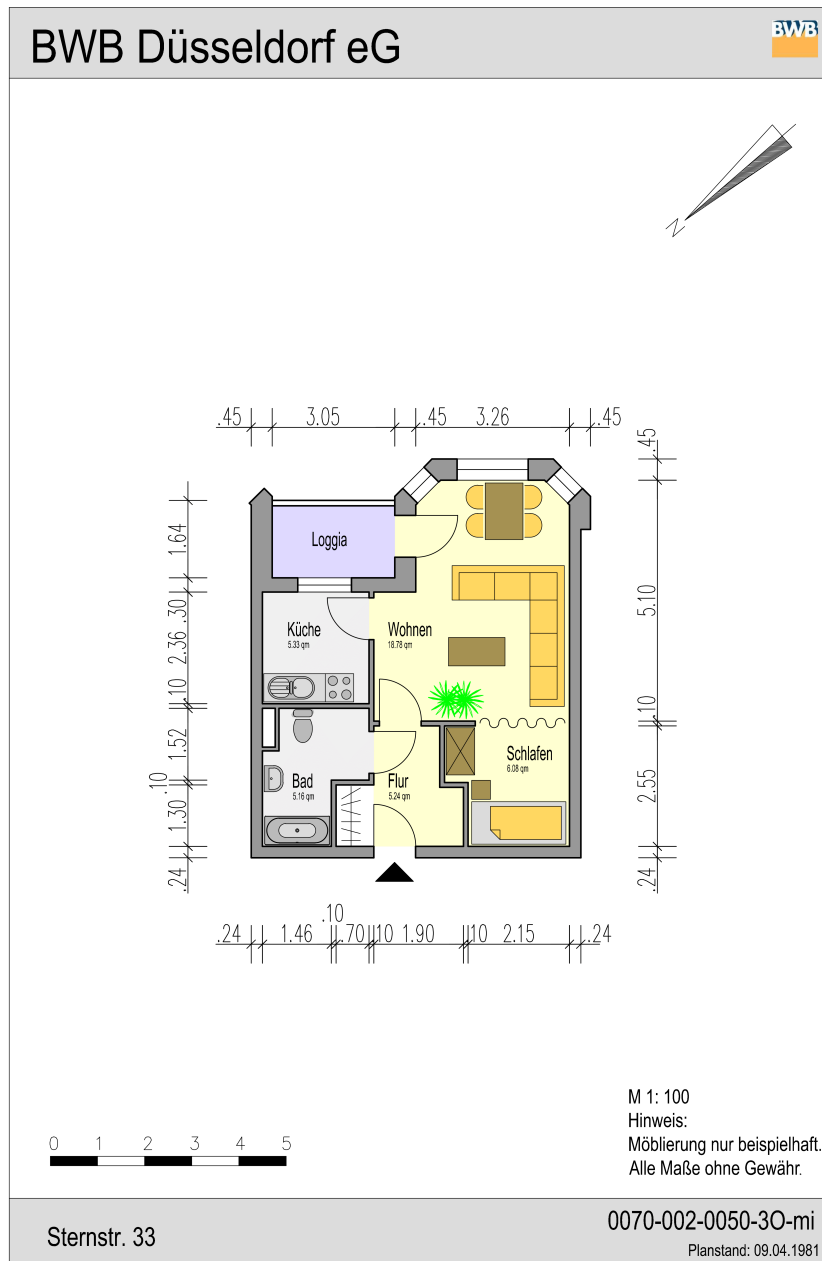 BWB Düsseldorf eG
BWB
N
.45 3.05 .45 3.26 .45
.45
1.64
5.10
.30
2.36
.10
.10
1.52
2.55
.10
1.30
.24
.24
Loggia
Küche
5.33 qm
Wohnen
18.78 qm
Schlafen
6.08 qm
Bad
5.16 qm
Flur
5.24 qm
.10
.24 1.46 .70 .10 1.90 .10 2.15 .24
M 1: 100
Hinweis:
Möblierung nur beispielhaft.
Alle Maße ohne Gewähr.
0 1 2 3 4 5
Sternstr. 33
0070-002-0050-3O-mi
Planstand: 09.04.1981